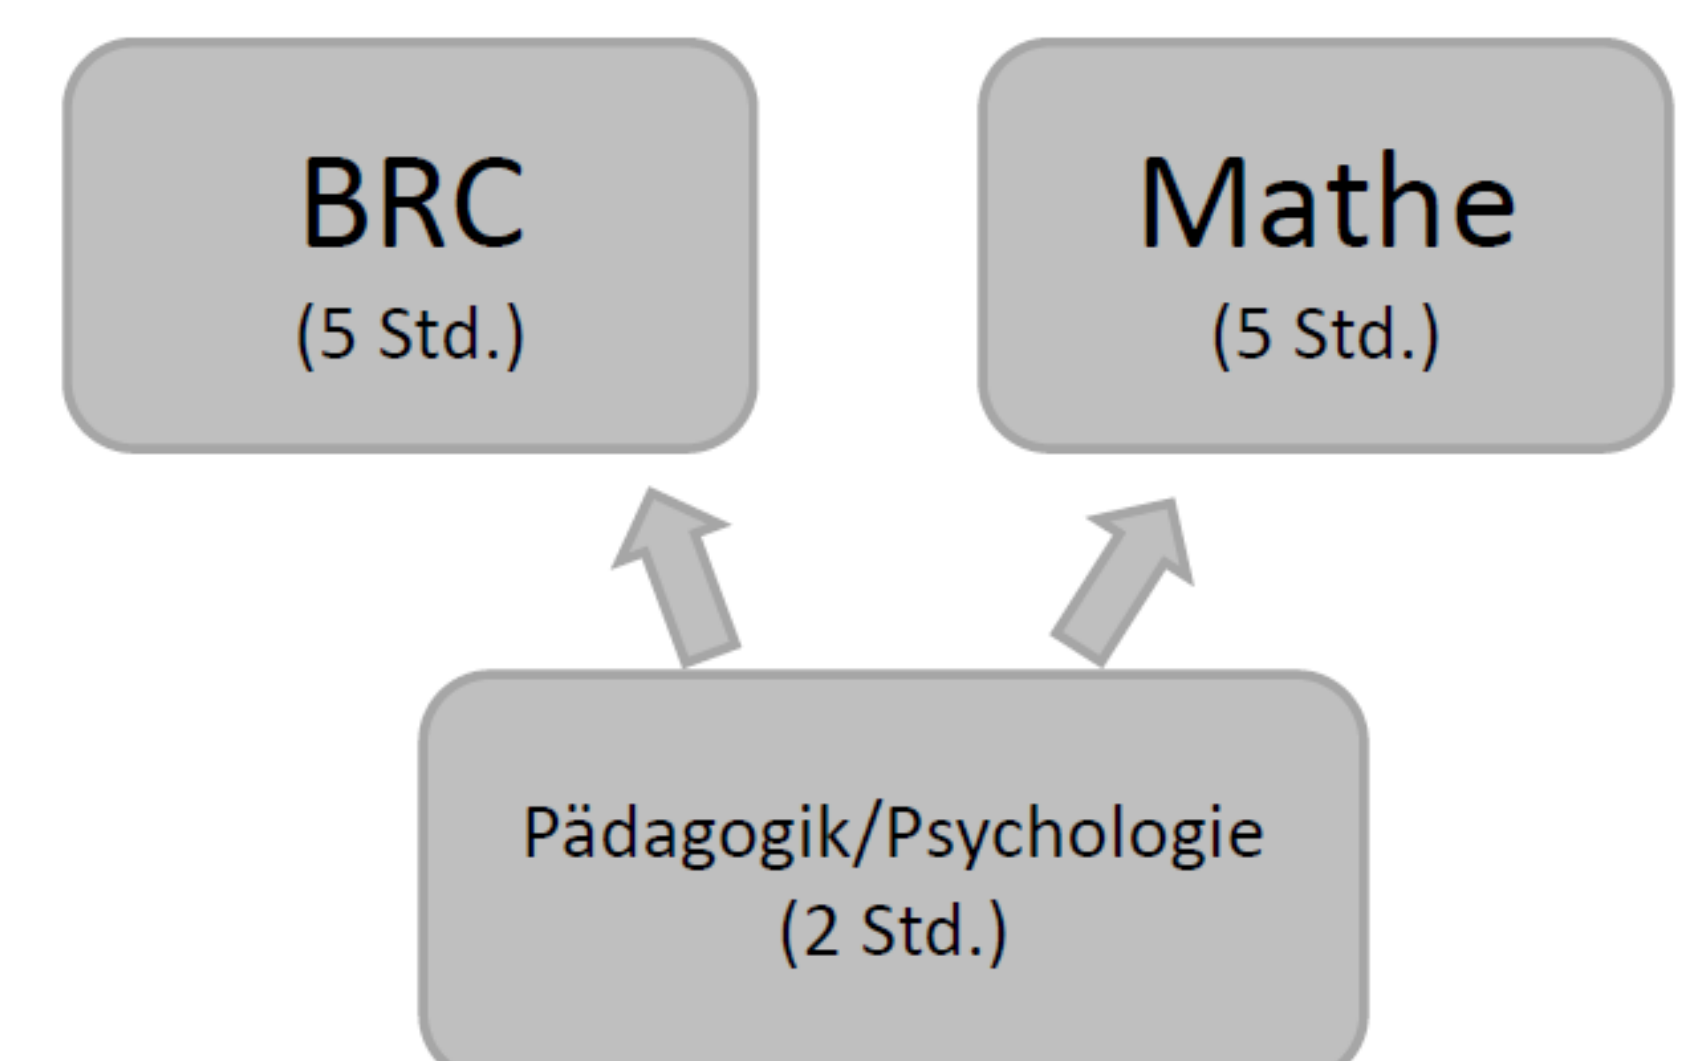 BRC
(5 Std.)
Mathe
(5 Std.)
Pädagogik/Psychologie
(2 Std.)